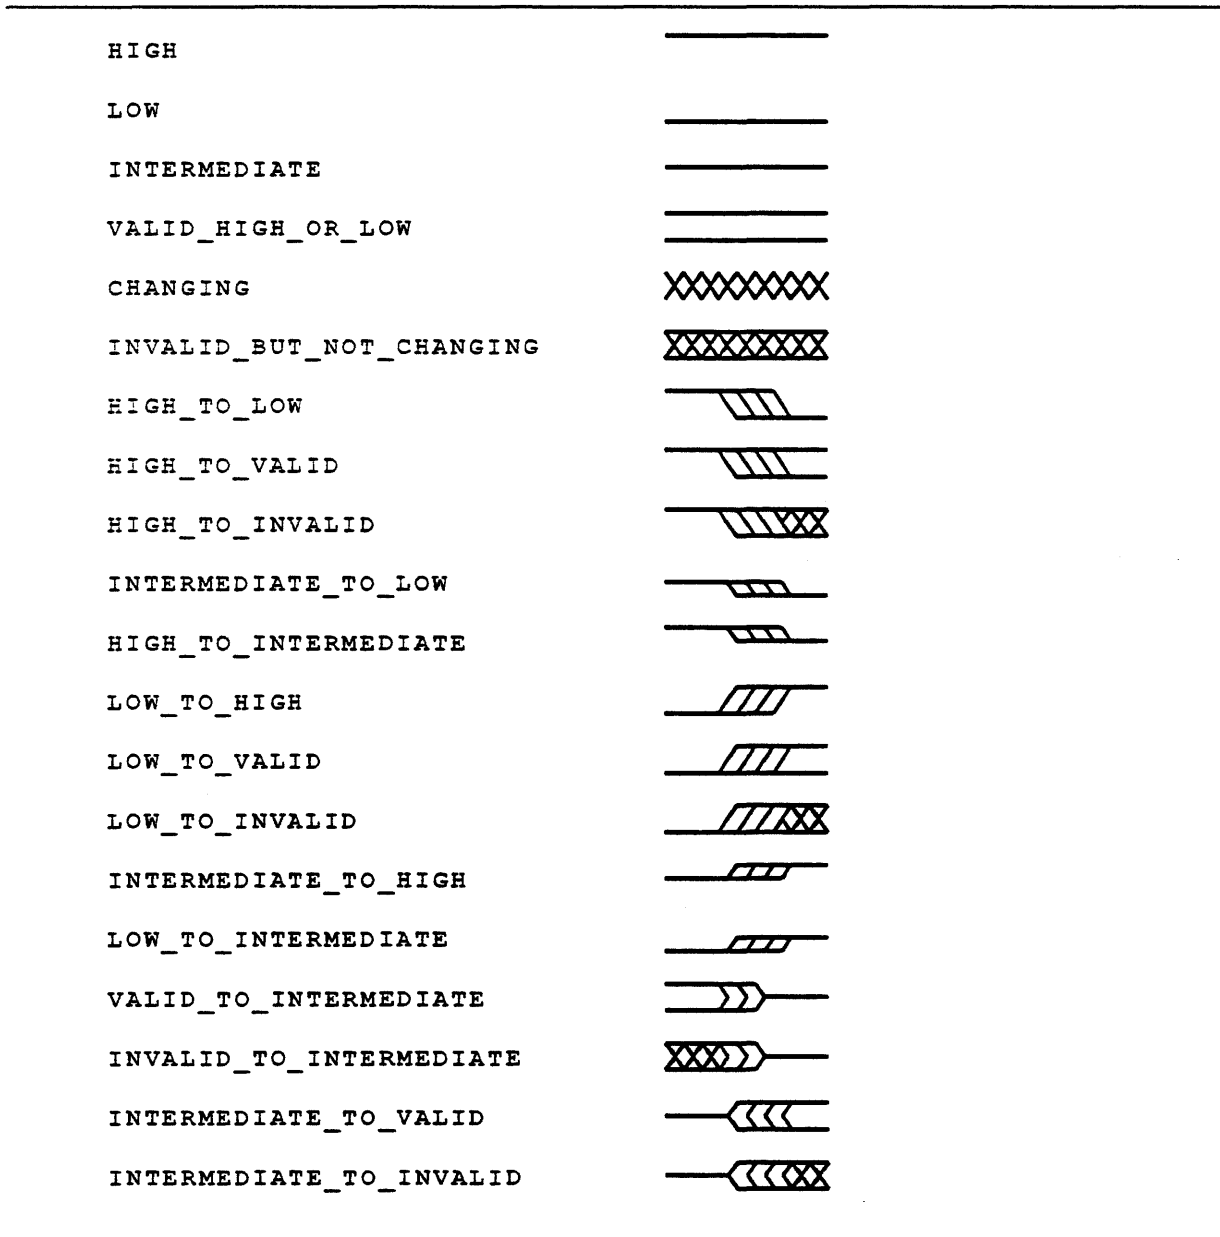 HIGH
LOW
INTERMEDIATE
VALID_HIGH_OR_LOW
CHANGING
INVALID_BUT_NOT_CHANGING
HIGH_TO_LOW
HIGH_TO_VALID
HIGH_TO_INVALID
INTERMEDIATE_TO_LOW
HIGH_TO_INTERMEDIATE
LOW_TO_HIGH
LOW_TO_VALID
LOW_TO_INVALID
INTERMEDIATE_TO_HIGH
LOW_TO_INTERMEDIATE
VALID_TO_INTERMEDIATE
INVALID_TO_INTERMEDIATE
INTERMEDIATE_TO_VALID
INTERMEDIATE_TO_INVALID